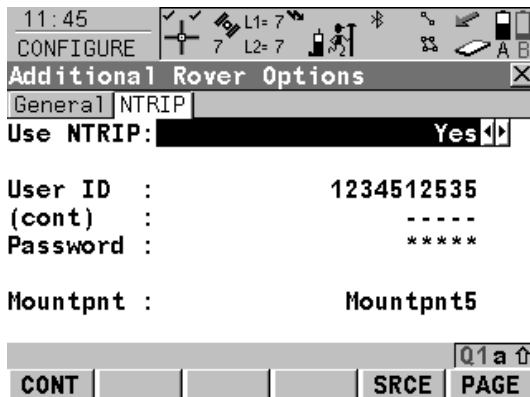 11:45
CONFIGURE
L1= 7
7 L2= 7
A B
Additional Rover Options X
General NTRIP
Use NTRIP: Yes
User ID : 1234512535
(cont) : -----
Password : *****
Mountpnt : Mountpnt5
Q1 a
CONT SRCE PAGE